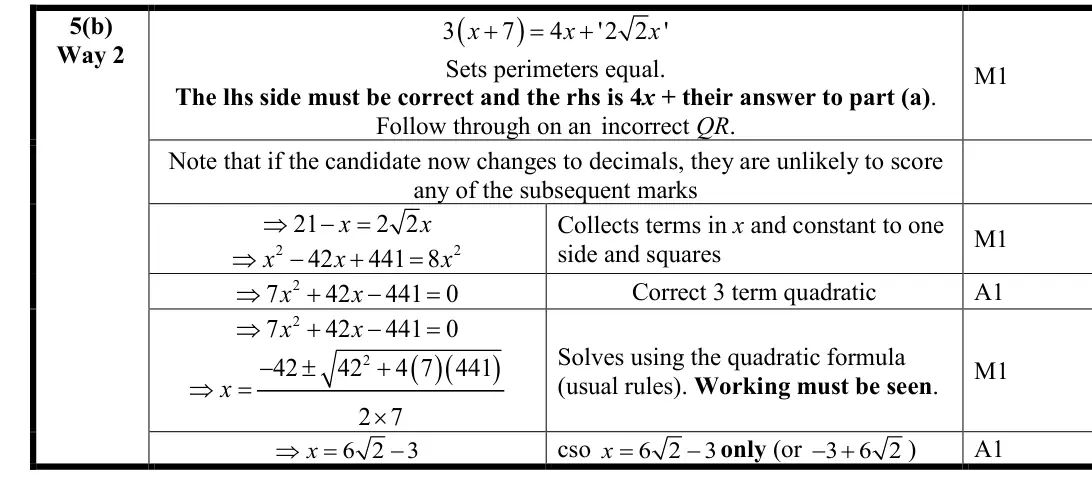 5(b)
Way 2
3(x+7)=4x+'2√2x'
Sets perimeters equal.
The lhs side must be correct and the rhs is 4x + their answer to part (a).
Follow through on an incorrect QR.
M1
Note that if the candidate now changes to decimals, they are unlikely to score
any of the subsequent marks
⇒21−x=2√2x
⇒x²−42x+441=8x²
Collects terms in x and constant to one
side and squares
M1
⇒7x²+42x−441=0
Correct 3 term quadratic
A1
⇒7x²+42x−441=0
⇒x=(−42±√(42²+4(7)(441)))/(2×7)
Solves using the quadratic formula
(usual rules). Working must be seen.
M1
⇒x=6√2−3
cso x=6√2−3 only (or −3+6√2)
A1